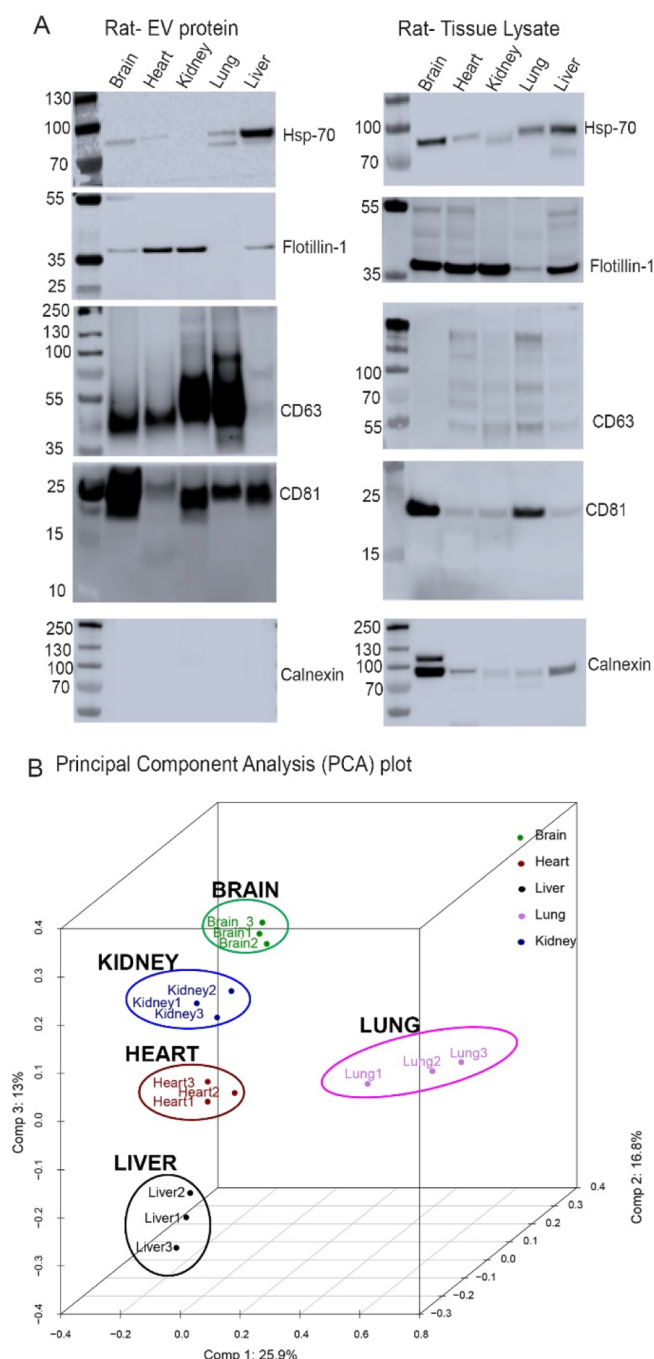 A
Rat- EV protein
Brain
Heart
Kidney
Lung
Liver
130
100
70
Hsp-70
55
35
25
Flotillin-1
250
130
100
55
35
CD63
25
15
10
CD81
250
130
100
70
Calnexin
Rat- Tissue Lysate
Brain
Heart
Kidney
Lung
Liver
100
70
Hsp-70
55
35
Flotillin-1
100
70
55
CD63
25
15
CD81
250
130
100
70
Calnexin
B Principal Component Analysis (PCA) plot
Brain
Heart
Liver
Lung
Kidney
BRAIN
Brain_3
Brain1
Brain2
KIDNEY
Kidney2
Kidney1
Kidney3
LUNG
Lung3
Lung2
Lung1
HEART
Heart3
Heart2
Heart1
LIVER
Liver2
Liver1
Liver3
Comp 3: 13%
0.4
0.3
0.2
0.1
0.0
−0.1
−0.2
−0.3
−0.4
Comp 2: 16.8%
0.4
0.3
0.2
0.1
0.0
−0.1
−0.2
−0.3
−0.4 −0.2 0.0 0.2 0.4 0.6 0.8
Comp 1: 25.9%